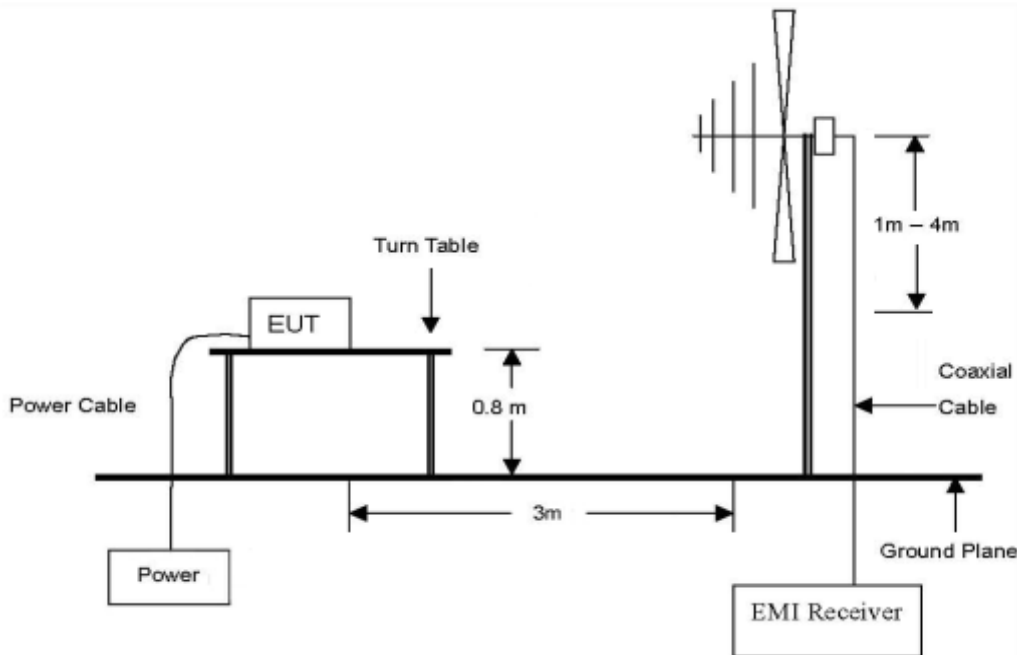 1m – 4m
Turn Table
EUT
Coaxial
Cable
Power Cable
0.8 m
3m
Ground Plane
Power
EMI Receiver